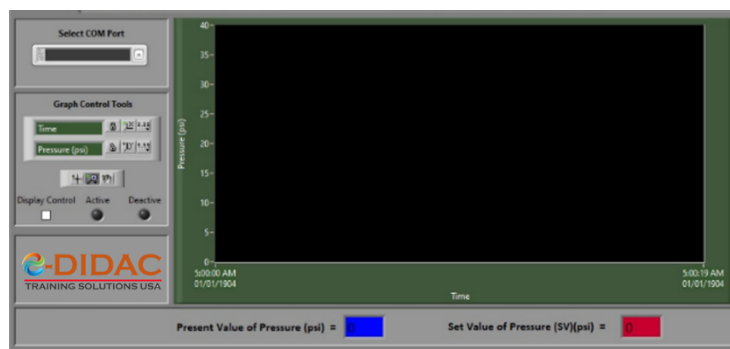 Select COM Port
Graph Control Tools
Time
Pressure (psi)
Display Control Active Deactive
e-DIDAC
TRAINING SOLUTIONS USA
40
35
30
25
20
15
10
5
0
Pressure (psi)
5:00:00 AM
01/01/1904
5:00:19 AM
01/01/1904
Time
Present Value of Pressure (psi) = 0
Set Value of Pressure (SV)(psi) = 0